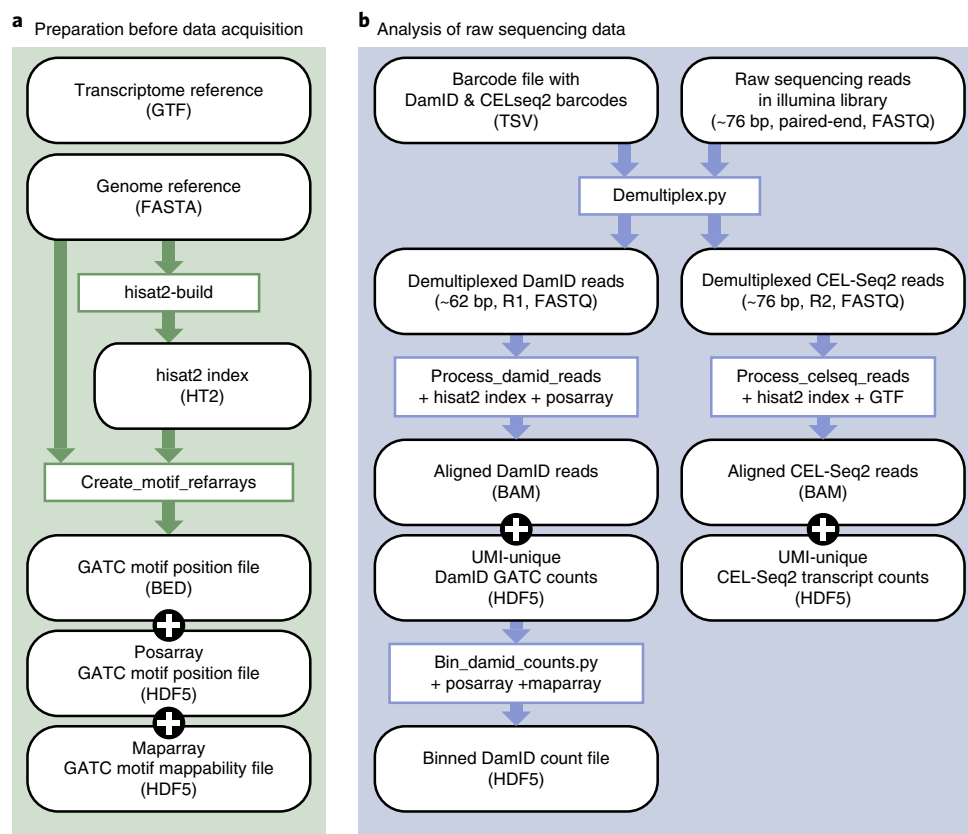 a Preparation before data acquisition
Transcriptome reference
(GTF)
Genome reference
(FASTA)
hisat2-build
hisat2 index
(HT2)
Create_motif_refarrays
GATC motif position file
(BED)
Posarray
GATC motif position file
(HDF5)
Maparray
GATC motif mappability file
(HDF5)
b Analysis of raw sequencing data
Barcode file with
DamID & CELseq2 barcodes
(TSV)
Raw sequencing reads
in illumina library
(~76 bp, paired-end, FASTQ)
Demultiplex.py
Demultiplexed DamID reads
(~62 bp, R1, FASTQ)
Demultiplexed CEL-Seq2 reads
(~76 bp, R2, FASTQ)
Process_damid_reads
+ hisat2 index + posarray
Process_celseq_reads
+ hisat2 index + GTF
Aligned DamID reads
(BAM)
Aligned CEL-Seq2 reads
(BAM)
UMI-unique
DamID GATC counts
(HDF5)
UMI-unique
CEL-Seq2 transcript counts
(HDF5)
Bin_damid_counts.py
+ posarray +maparray
Binned DamID count file
(HDF5)